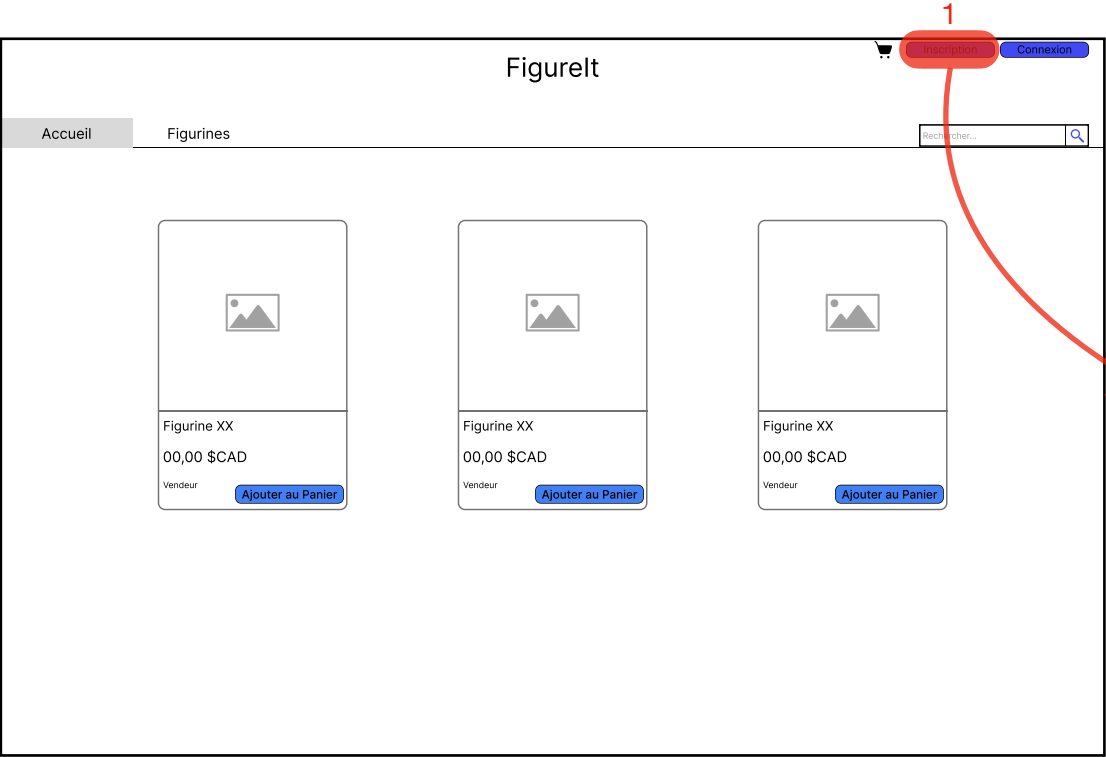 1
Inscription
Connexion
FigureIt
Accueil
Figurines
Rechercher...
Figurine XX
00,00 $CAD
Vendeur
Ajouter au Panier
Figurine XX
00,00 $CAD
Vendeur
Ajouter au Panier
Figurine XX
00,00 $CAD
Vendeur
Ajouter au Panier